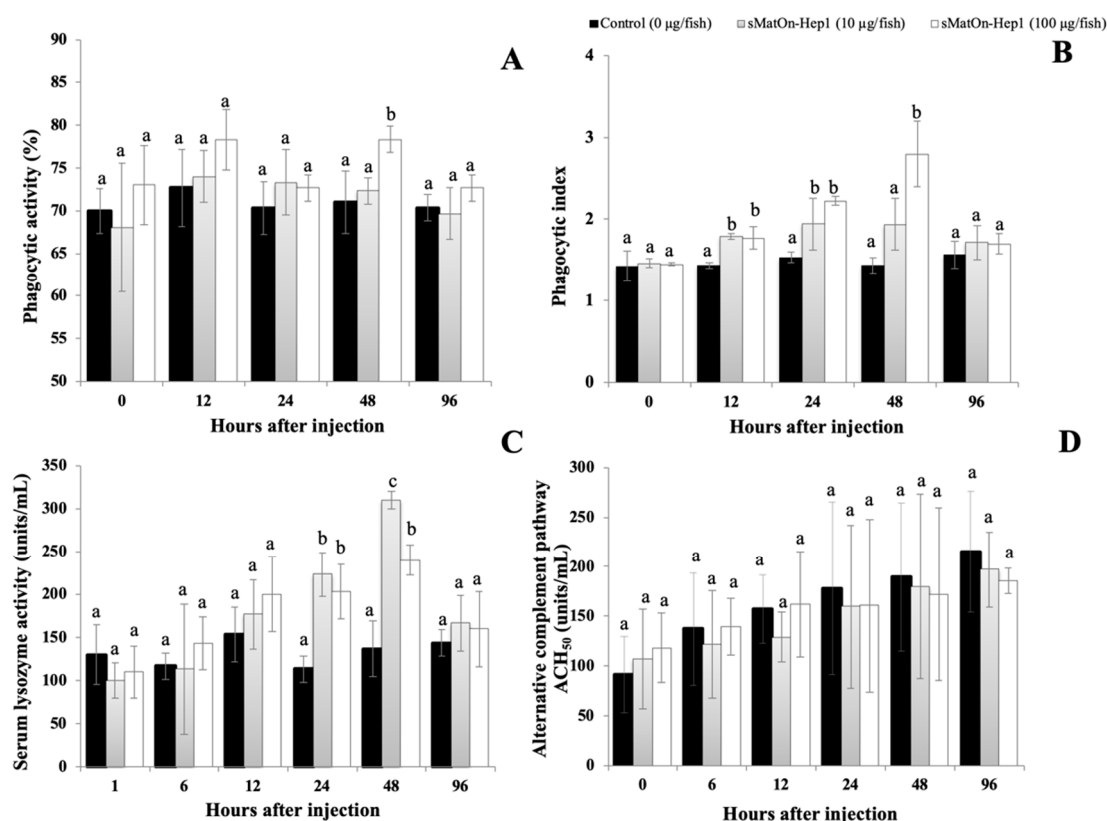 ■Control (0 µg/fish) □sMatOn-Hep1 (10 µg/fish) □sMatOn-Hep1 (100 µg/fish)
A
Phagocytic activity (%)
90
85
80
75
70
65
60
55
50
a a a
a a a
a a a
a a b
a a a
0 12 24 48 96
Hours after injection
B
Phagocytic index
4
3
2
1
0
a a a
a b b
a b b
a a b
a a a
0 12 24 48 96
Hours after injection
C
Serum lysozyme activity (units/mL)
350
300
250
200
150
100
50
0
a a a
a a a
a a a
a b b
a c b
a a a
1 6 12 24 48 96
Hours after injection
D
Alternative complement pathway
ACH50 (units/mL)
300
250
200
150
100
50
0
a a a
a a a
a a a
a a a
a a a
a a a
0 6 12 24 48 96
Hours after injection